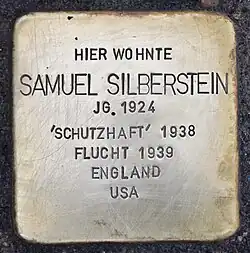 HIER WOHNTE
SAMUEL SILBERSTEIN
JG. 1924
'SCHUTZHAFT' 1938
FLUCHT 1939
ENGLAND
USA